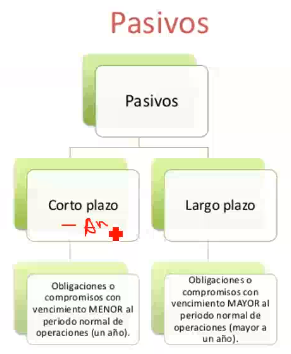 Pasivos
Pasivos
Corto plazo
- An
Largo plazo
Obligaciones o
compromisos con
vencimiento MENOR al
periodo normal de
operaciones (un año).
Obligaciones o
compromisos con
vencimiento MAYOR al
periodo normal de
operaciones (mayor a
un año).